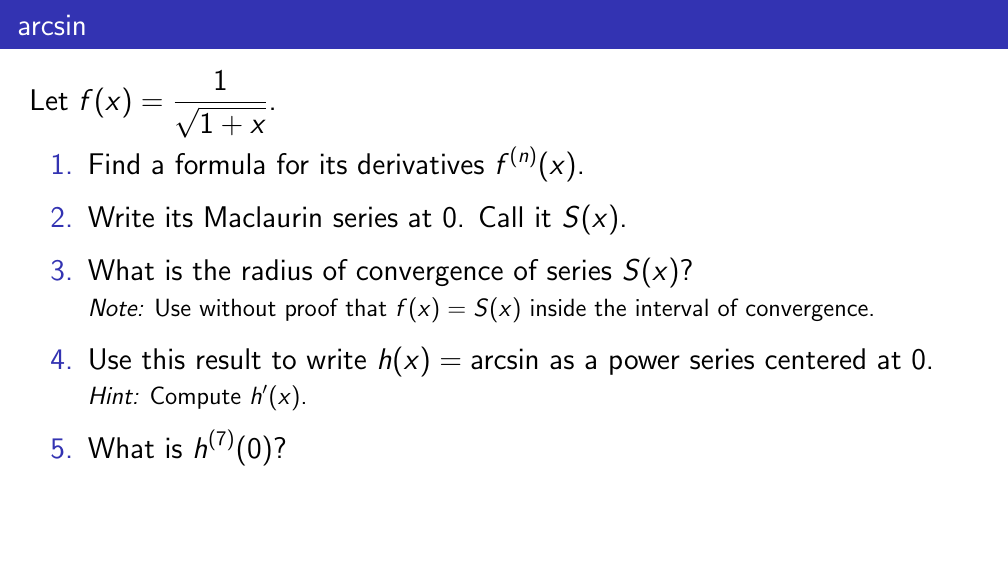 arcsin
Let f(x) = 1/√(1 + x).
1. Find a formula for its derivatives f⁽ⁿ⁾(x).
2. Write its Maclaurin series at 0. Call it S(x).
3. What is the radius of convergence of series S(x)?
Note: Use without proof that f(x) = S(x) inside the interval of convergence.
4. Use this result to write h(x) = arcsin as a power series centered at 0.
Hint: Compute h′(x).
5. What is h⁽⁷⁾(0)?